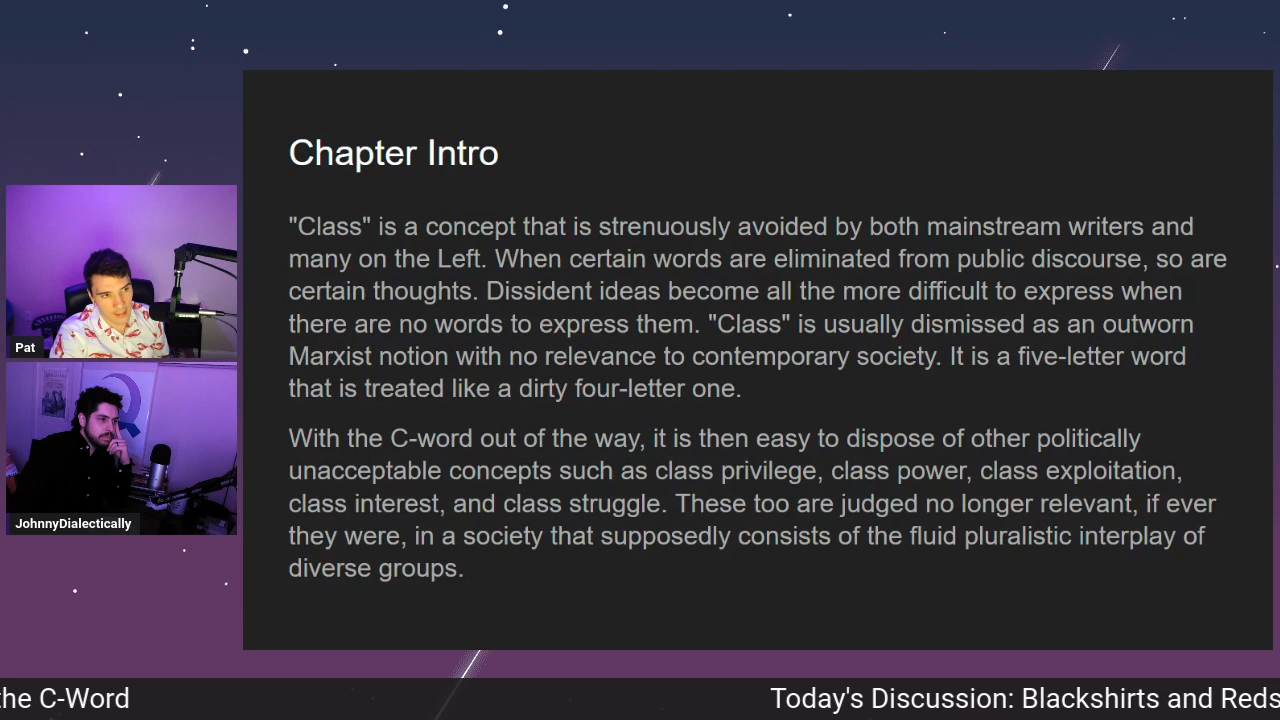 Chapter Intro
"Class" is a concept that is strenuously avoided by both mainstream writers and
many on the Left. When certain words are eliminated from public discourse, so are
certain thoughts. Dissident ideas become all the more difficult to express when
there are no words to express them. "Class" is usually dismissed as an outworn
Marxist notion with no relevance to contemporary society. It is a five-letter word
that is treated like a dirty four-letter one.
With the C-word out of the way, it is then easy to dispose of other politically
unacceptable concepts such as class privilege, class power, class exploitation,
class interest, and class struggle. These too are judged no longer relevant, if ever
they were, in a society that supposedly consists of the fluid pluralistic interplay of
diverse groups.
Pat
JohnnyDialectically
the C-Word
Today's Discussion: Blackshirts and Reds